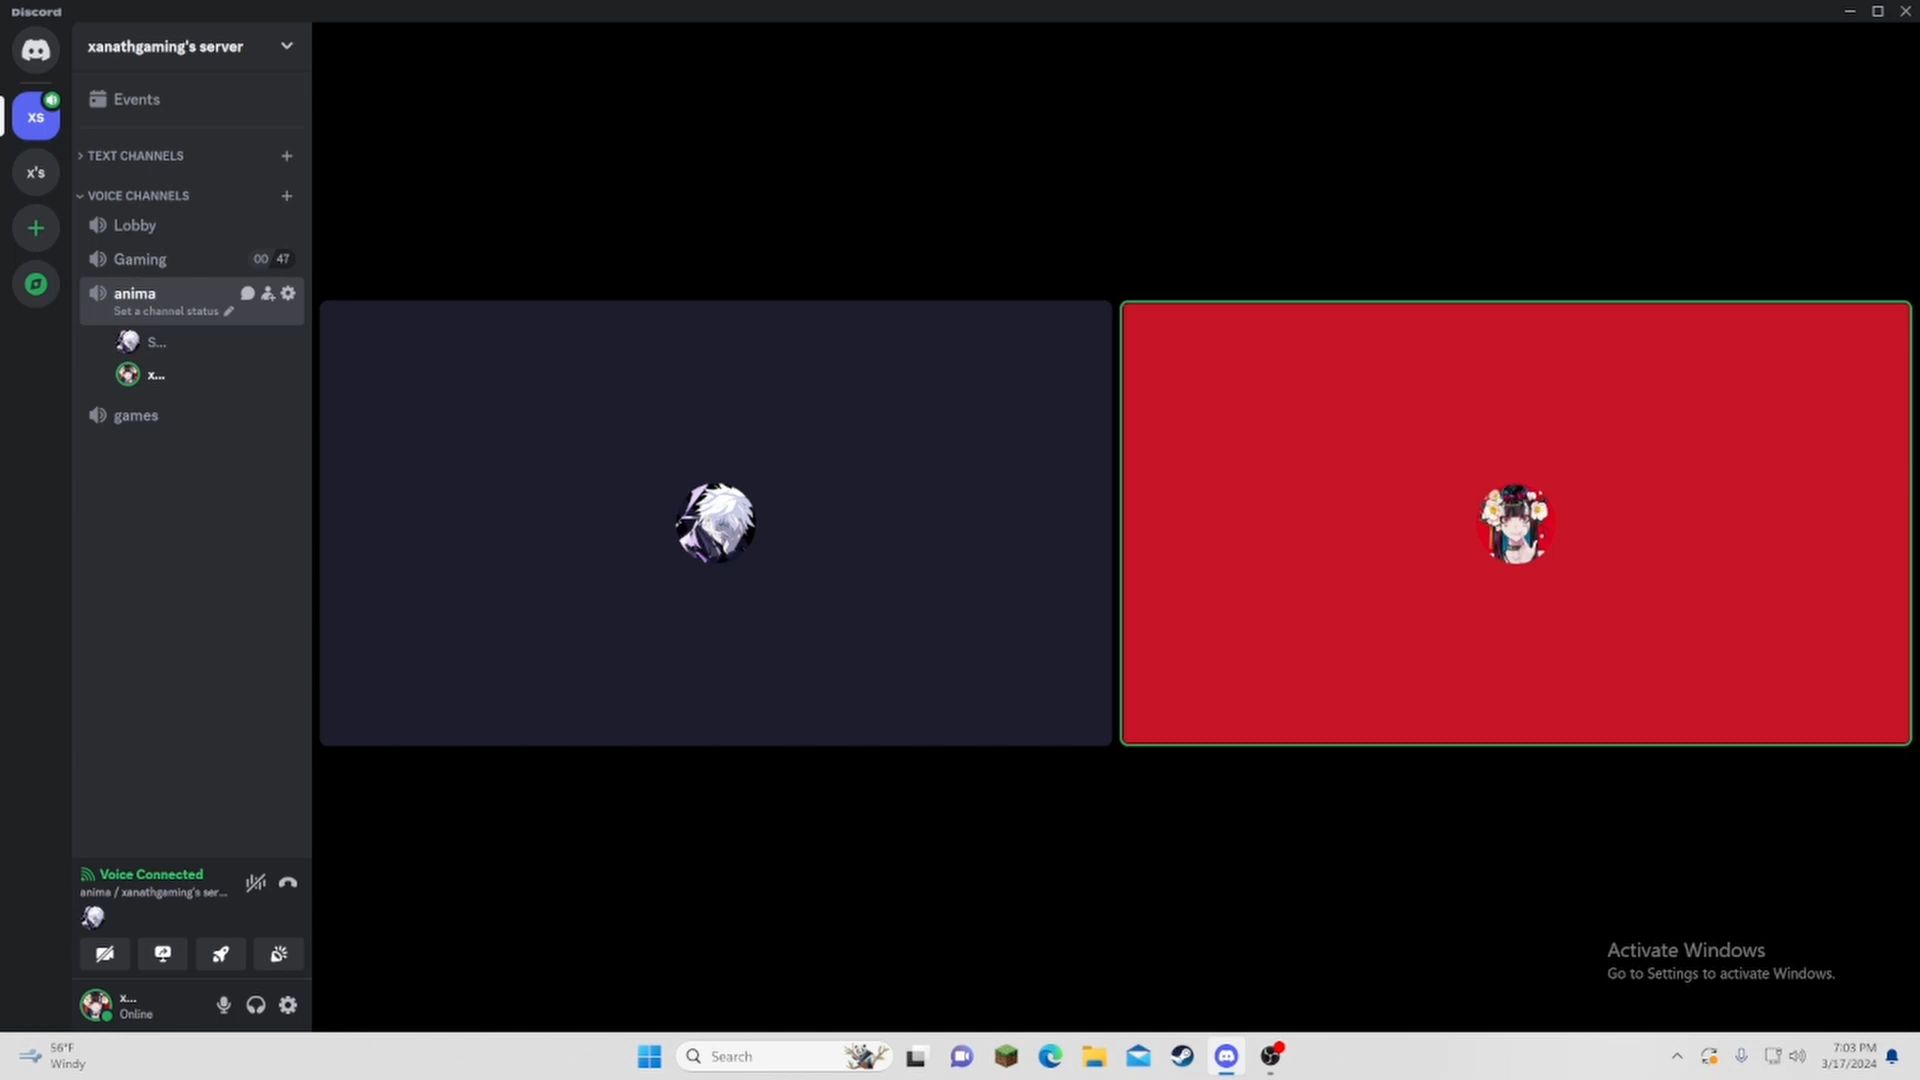 Discord
xanathgaming's server
Events
TEXT CHANNELS
VOICE CHANNELS
Lobby
Gaming 00 47
anima
Set a channel status
S...
x...
games
XS
x's
Voice Connected
anima / xanathgaming's ser...
x...
Online
Activate Windows
Go to Settings to activate Windows.
56°F
Windy
Search
7:03 PM
3/17/2024